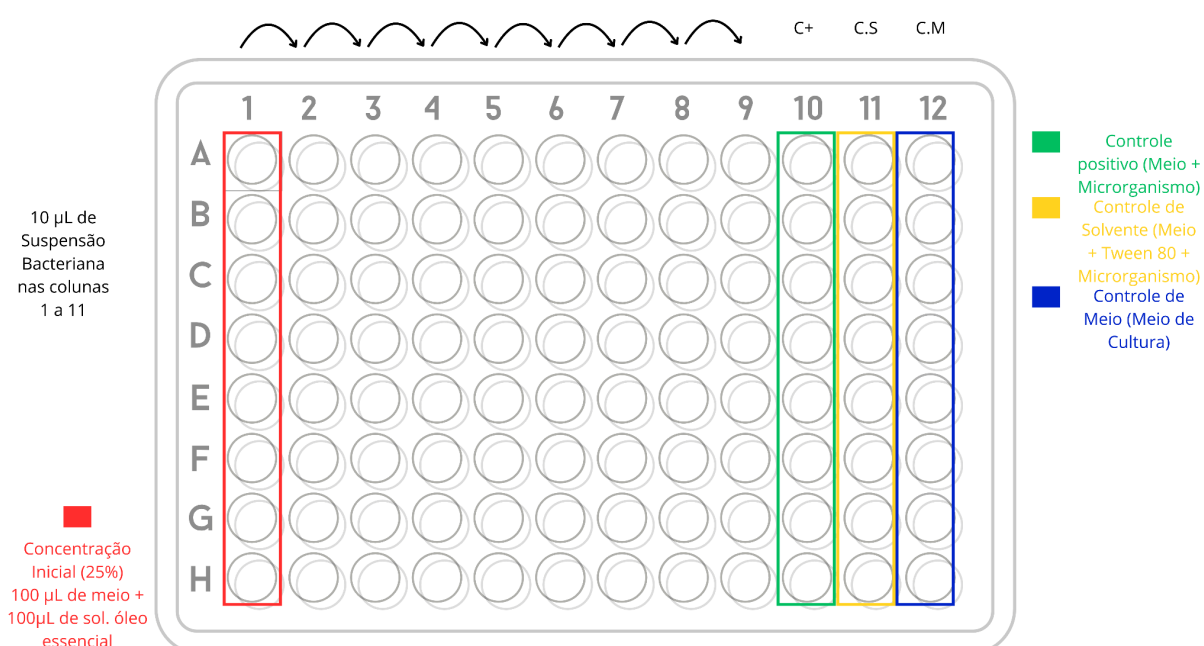 C+ C.S C.M
1 2 3 4 5 6 7 8 9 10 11 12
A
B
C
D
E
F
G
H
10 µL de
Suspensão
Bacteriana
nas colunas
1 a 11
Concentração
Inicial (25%)
100 µL de meio +
100µL de sol. óleo
essencial
Controle
positivo (Meio +
Microrganismo)
Controle de
Solvente (Meio
+ Tween 80 +
Microrganismo)
Controle de
Meio (Meio de
Cultura)